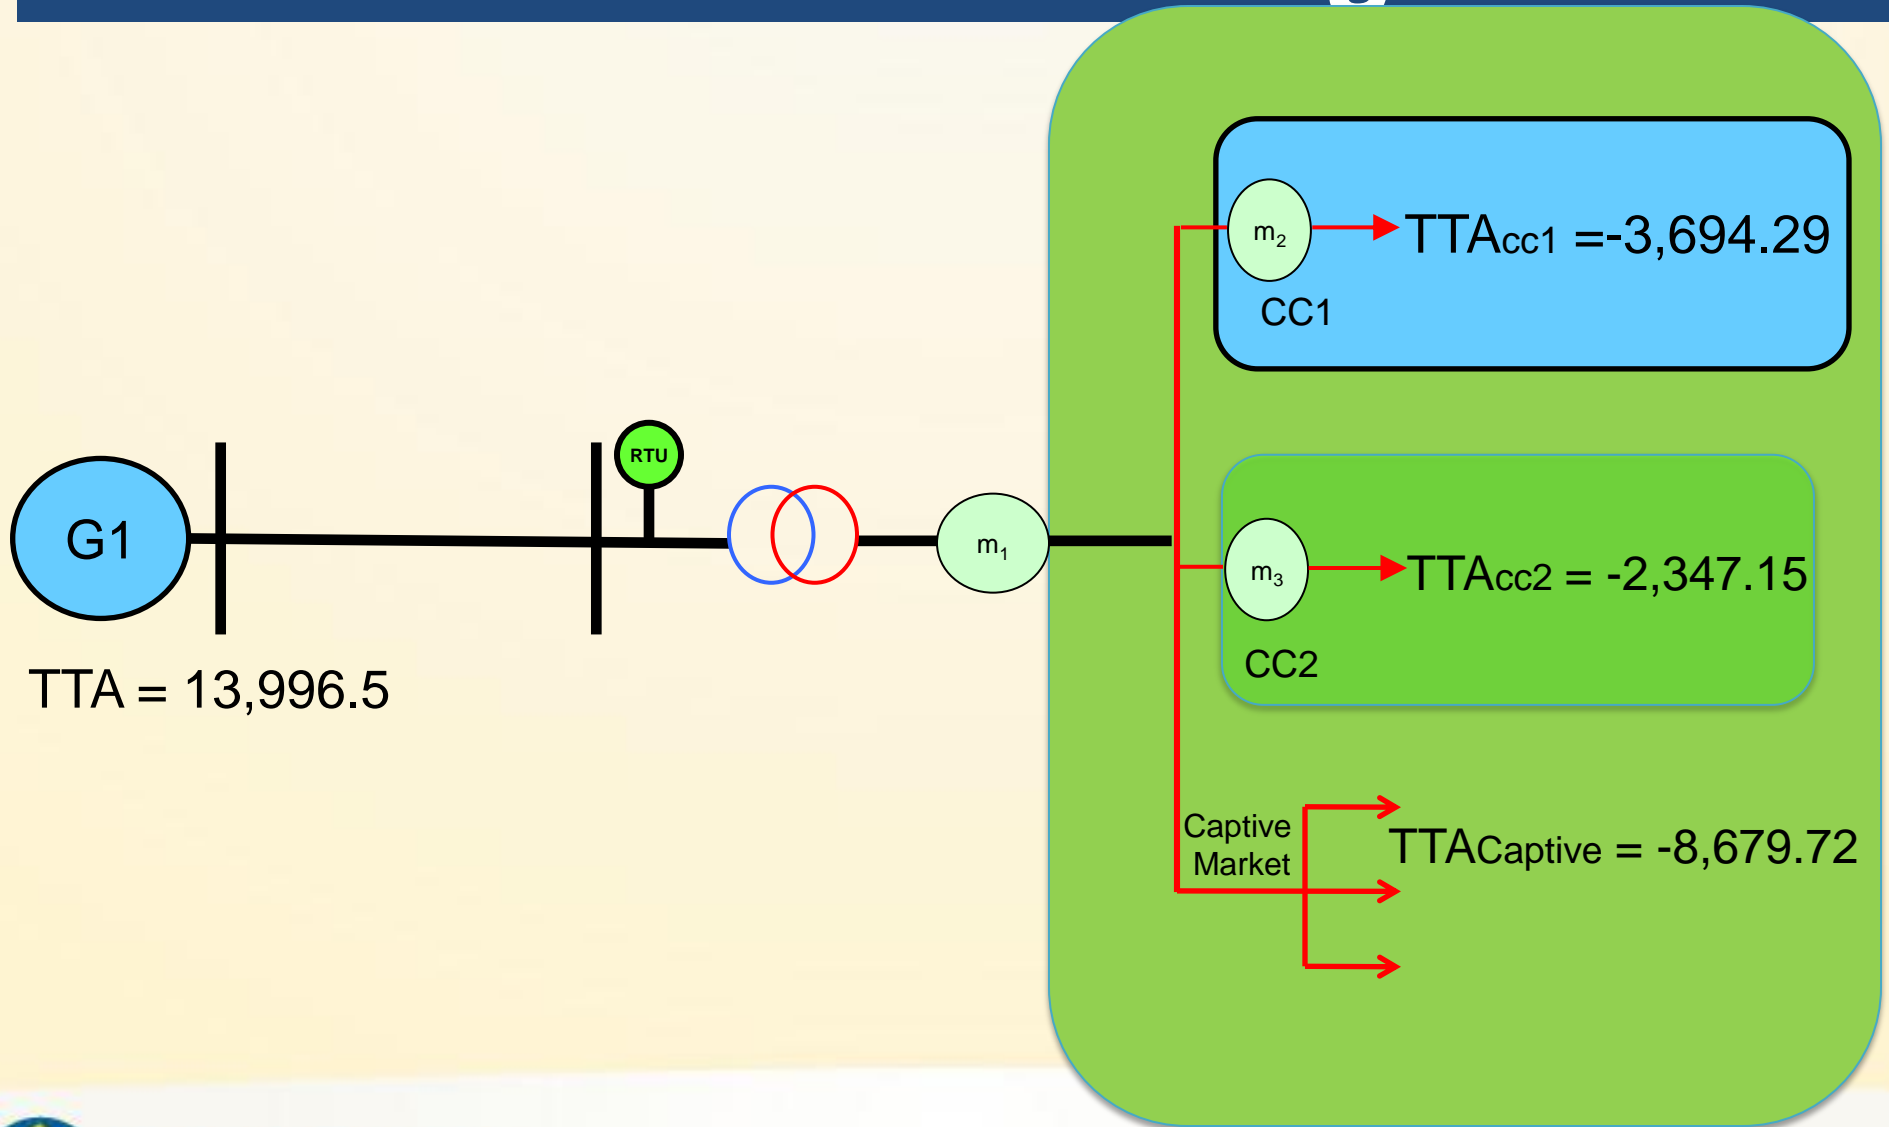 m2
TTAcc1 =-3,694.29
CC1
RTU
G1
m1
m3
TTAcc2 = -2,347.15
CC2
TTA = 13,996.5
Captive
Market
TTACaptive = -8,679.72